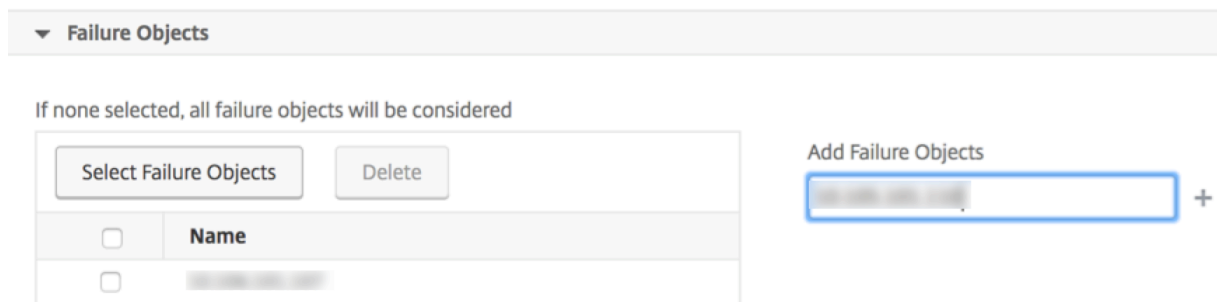 Failure Objects
If none selected, all failure objects will be considered
Select Failure Objects
Delete
Add Failure Objects
+
Name